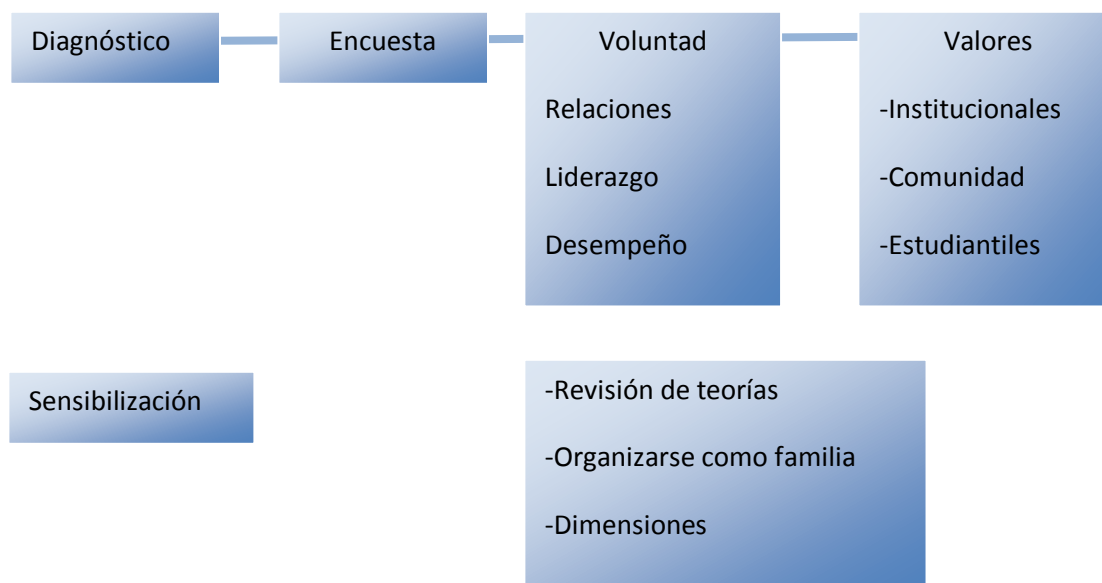 Diagnóstico
Encuesta
Voluntad
Relaciones
Liderazgo
Desempeño
Valores
-Institucionales
-Comunidad
-Estudiantiles
Sensibilización
-Revisión de teorías
-Organizarse como familia
-Dimensiones